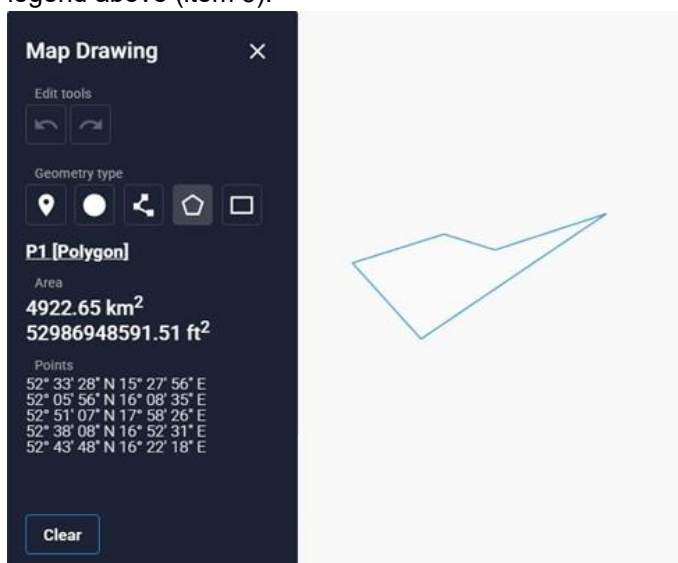 legend above (item 3).
Map Drawing
Edit tools
Geometry type
P1 [Polygon]
Area
4922.65 km2
52986948591.51 ft2
Points
52° 33' 28" N 15° 27' 56" E
52° 05' 56" N 16° 08' 35" E
52° 51' 07" N 17° 58' 26" E
52° 38' 08" N 16° 52' 31" E
52° 43' 48" N 16° 22' 18" E
Clear